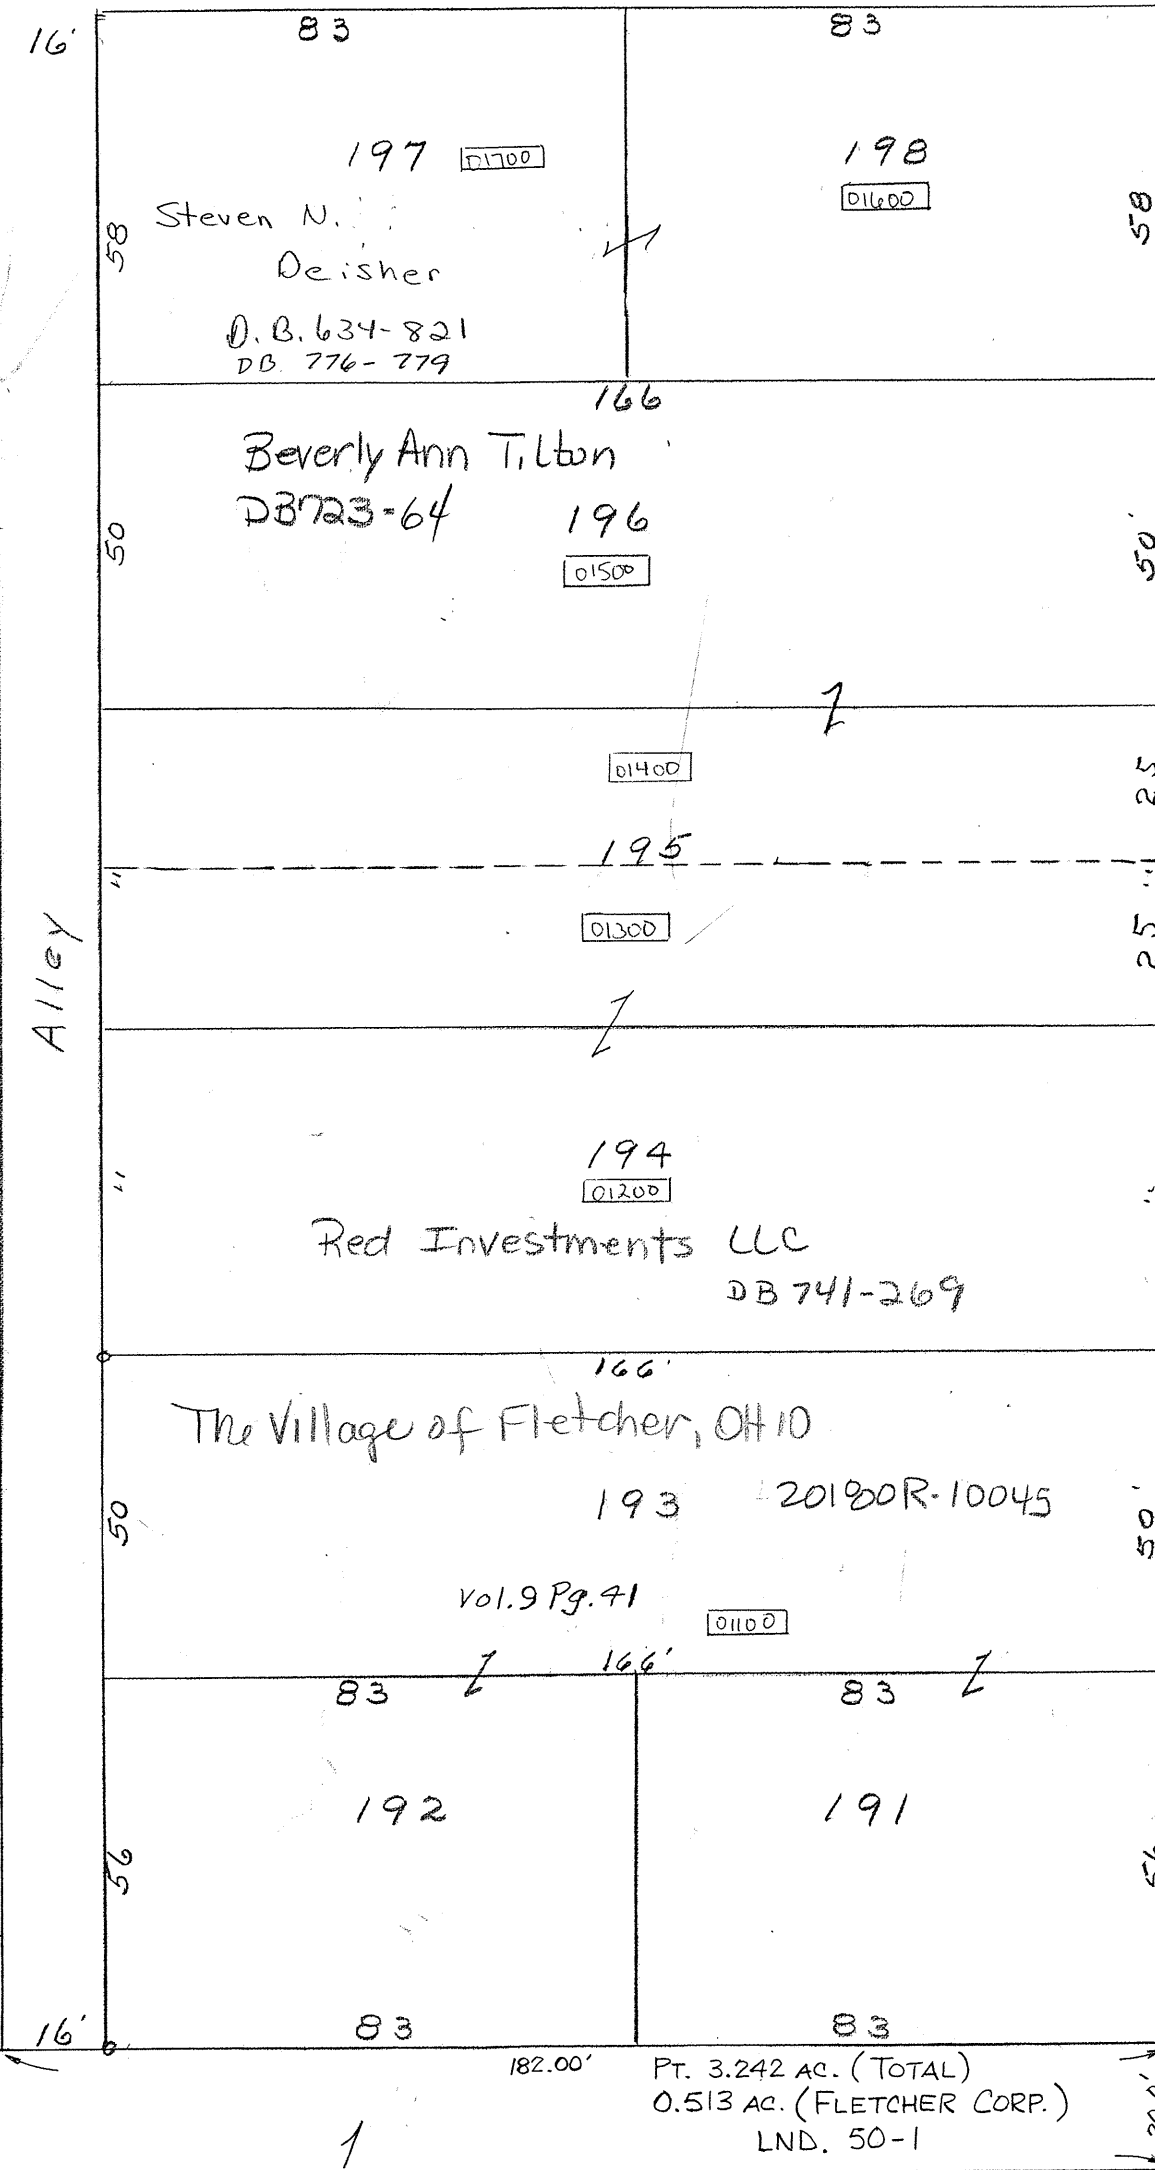 16'
83
83
197 01700
198
01600
Steven N.
Deisher
58
58
D.B. 634-821
DB. 776-779
166
Beverly Ann Tilton
DB723-64
196
01500
50
50'
01400
25
195
"
"
01300
25
Alley
194
01200
"
"
Red Investments LLC
DB 741-269
166'
The Village of Fletcher, OHIO
193
50
50'
Vol.9 Pg.41
01100
166'
83
83
192
191
56
56
16'
83
83
182.00'
PT. 3.242 AC. (TOTAL)
0.513 AC. (FLETCHER CORP.)
LND. 50-1